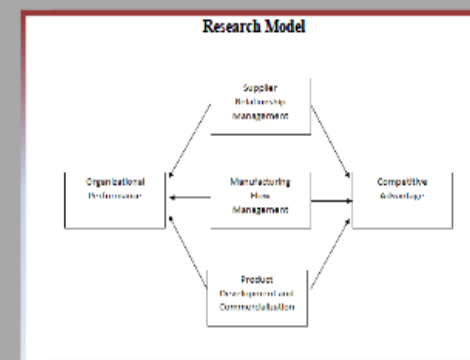 Research Model
Supplier
Relationship
Management
Organizational
Performance
Manufacturing
Flow
Management
Competitive
Advantage
Product
Development and
Commercialization